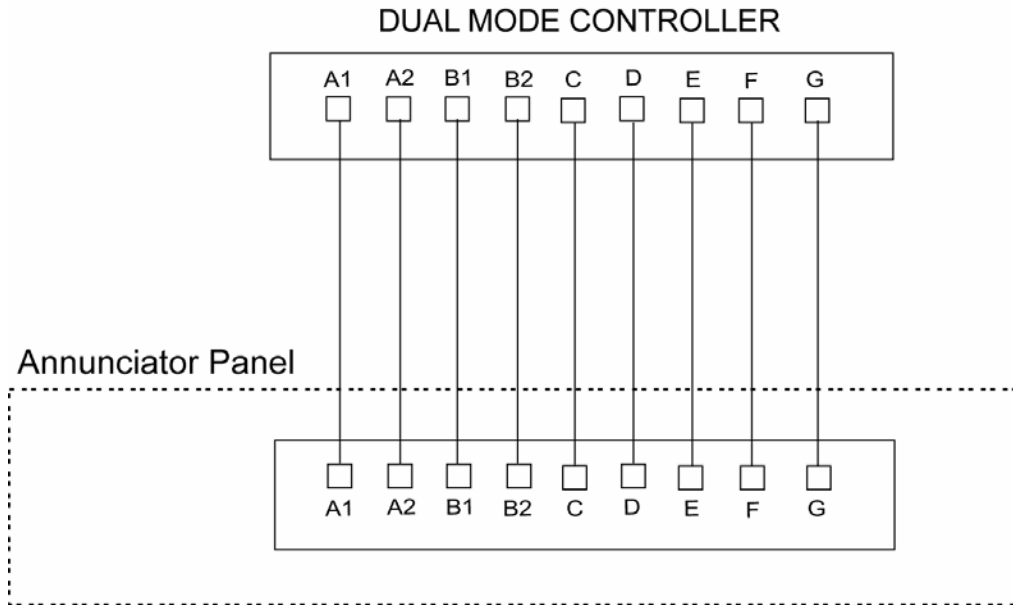 DUAL MODE CONTROLLER
A1 A2 B1 B2 C D E F G
Annunciator Panel
A1 A2 B1 B2 C D E F G